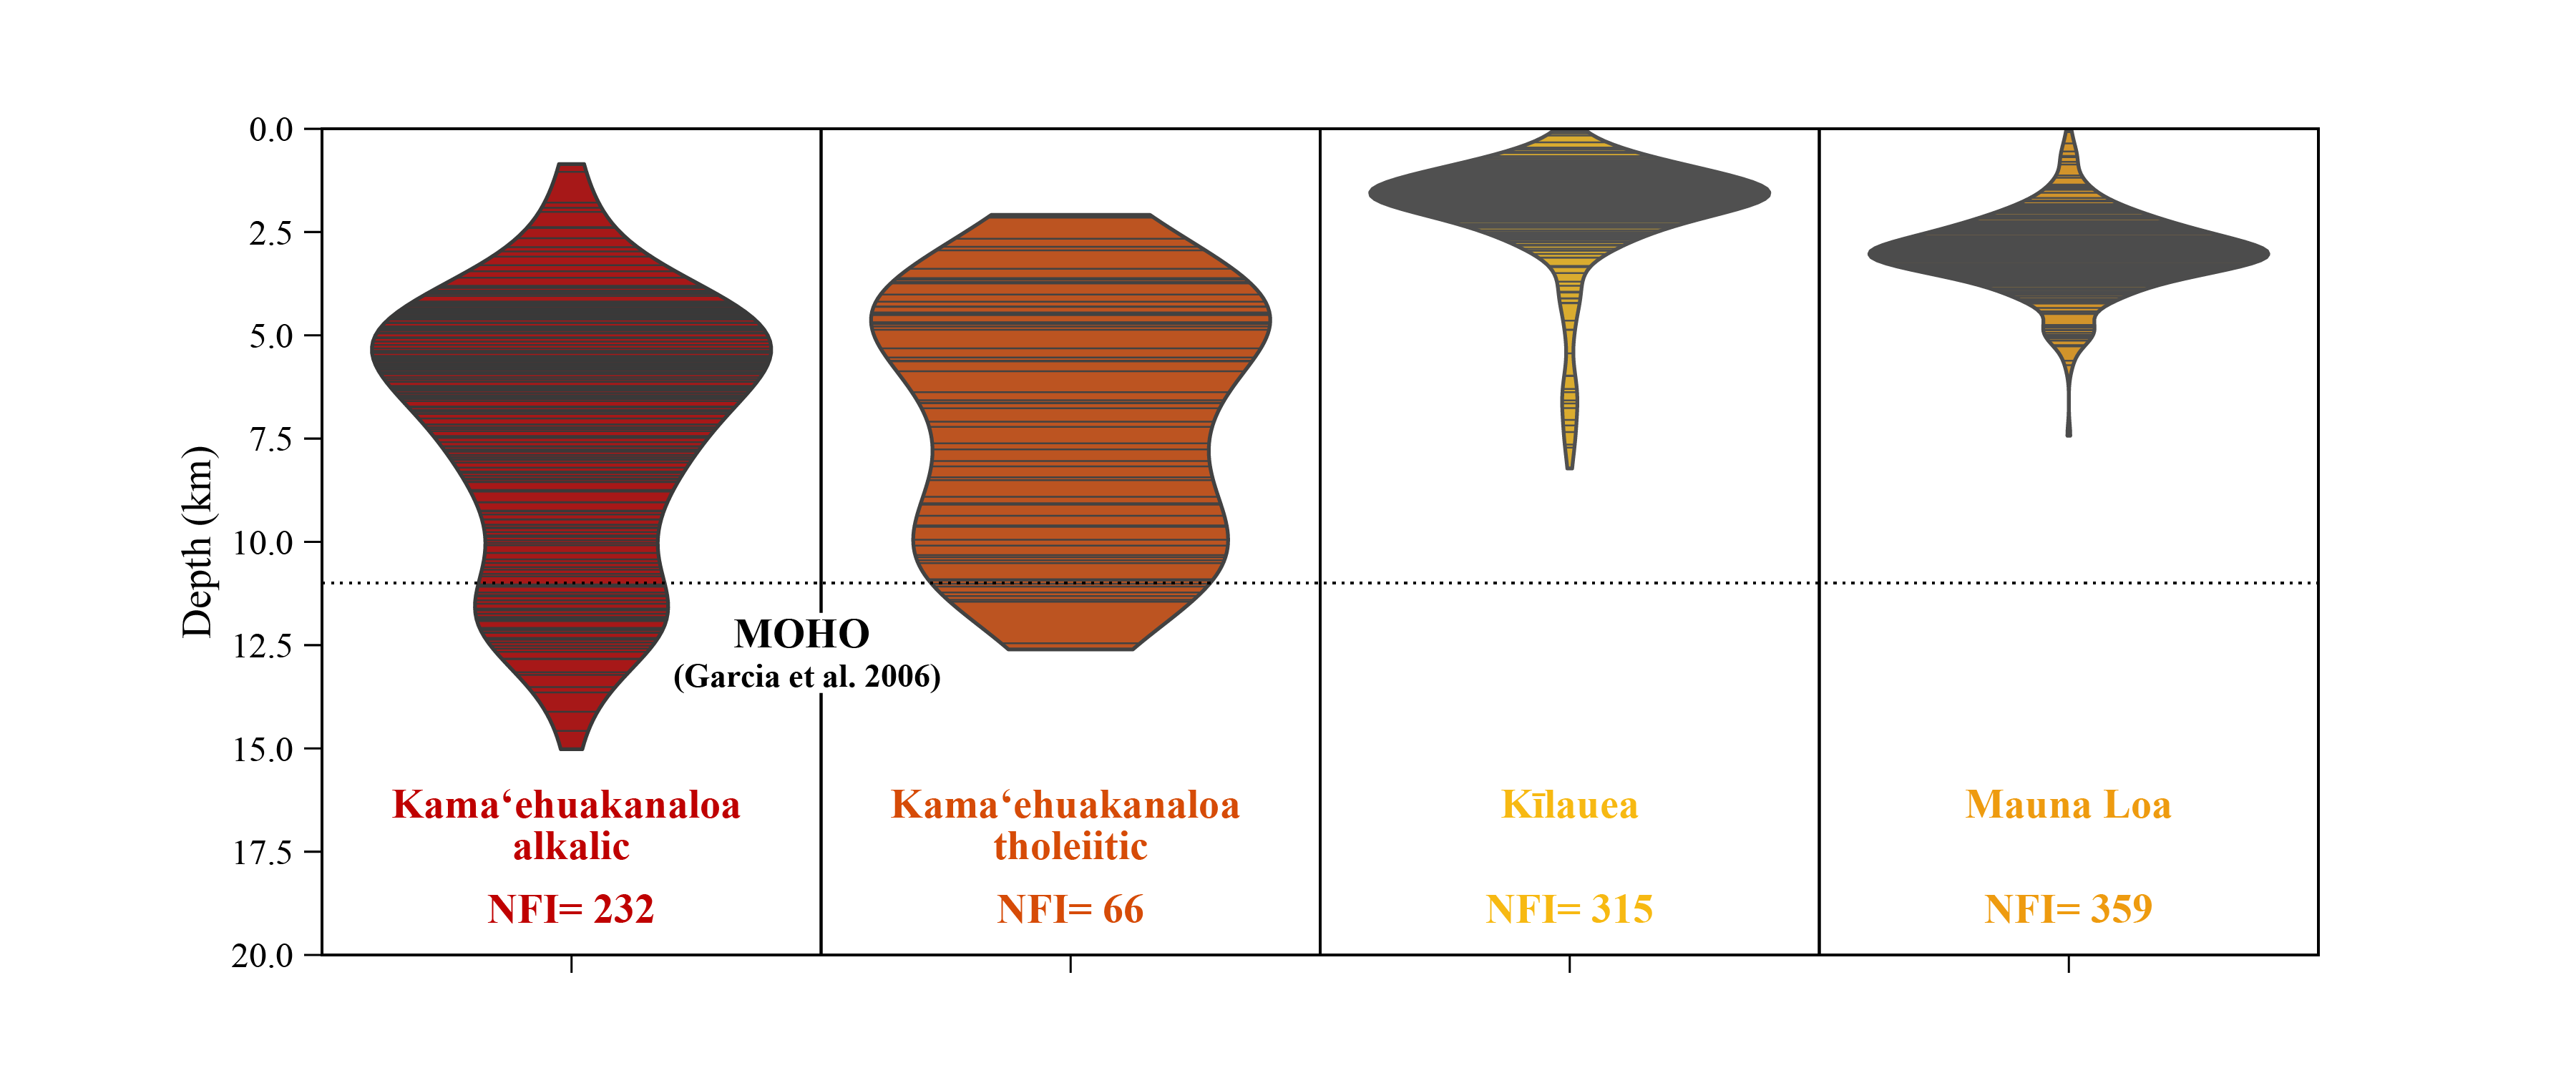 0.0
2.5
5.0
7.5
10.0
12.5
15.0
17.5
20.0
Depth (km)
MOHO
(Garcia et al. 2006)
Kamaʻehuakanaloa
alkalic
NFI= 232
Kamaʻehuakanaloa
tholeiitic
NFI= 66
Kīlauea
NFI= 315
Mauna Loa
NFI= 359